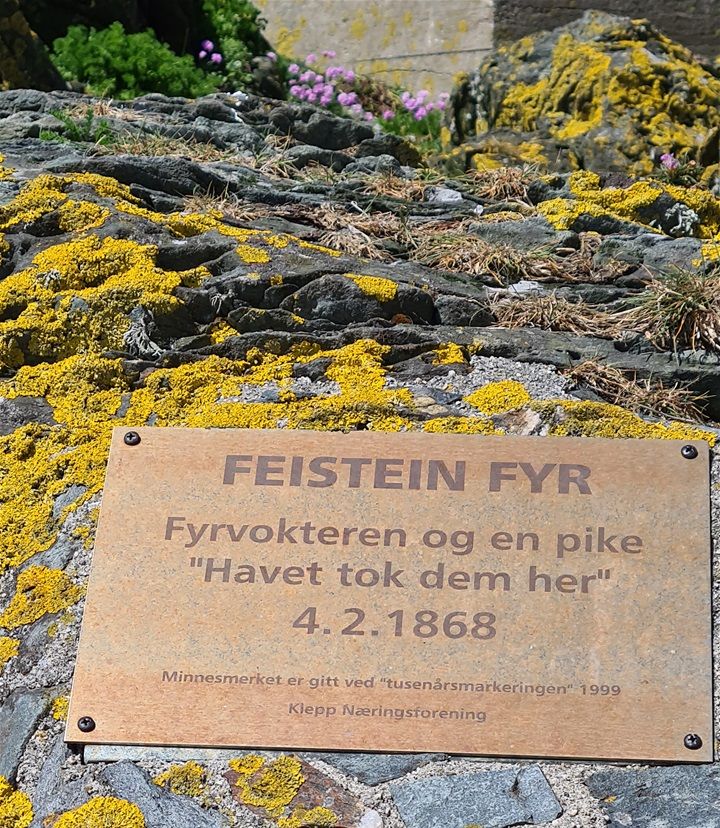 FEISTEIN FYR
Fyrvokteren og en pike
"Havet tok dem her"
4.2.1868
Minnesmerket er gitt ved "tusenårsmarkeringen" 1999
Klepp Næringsforening